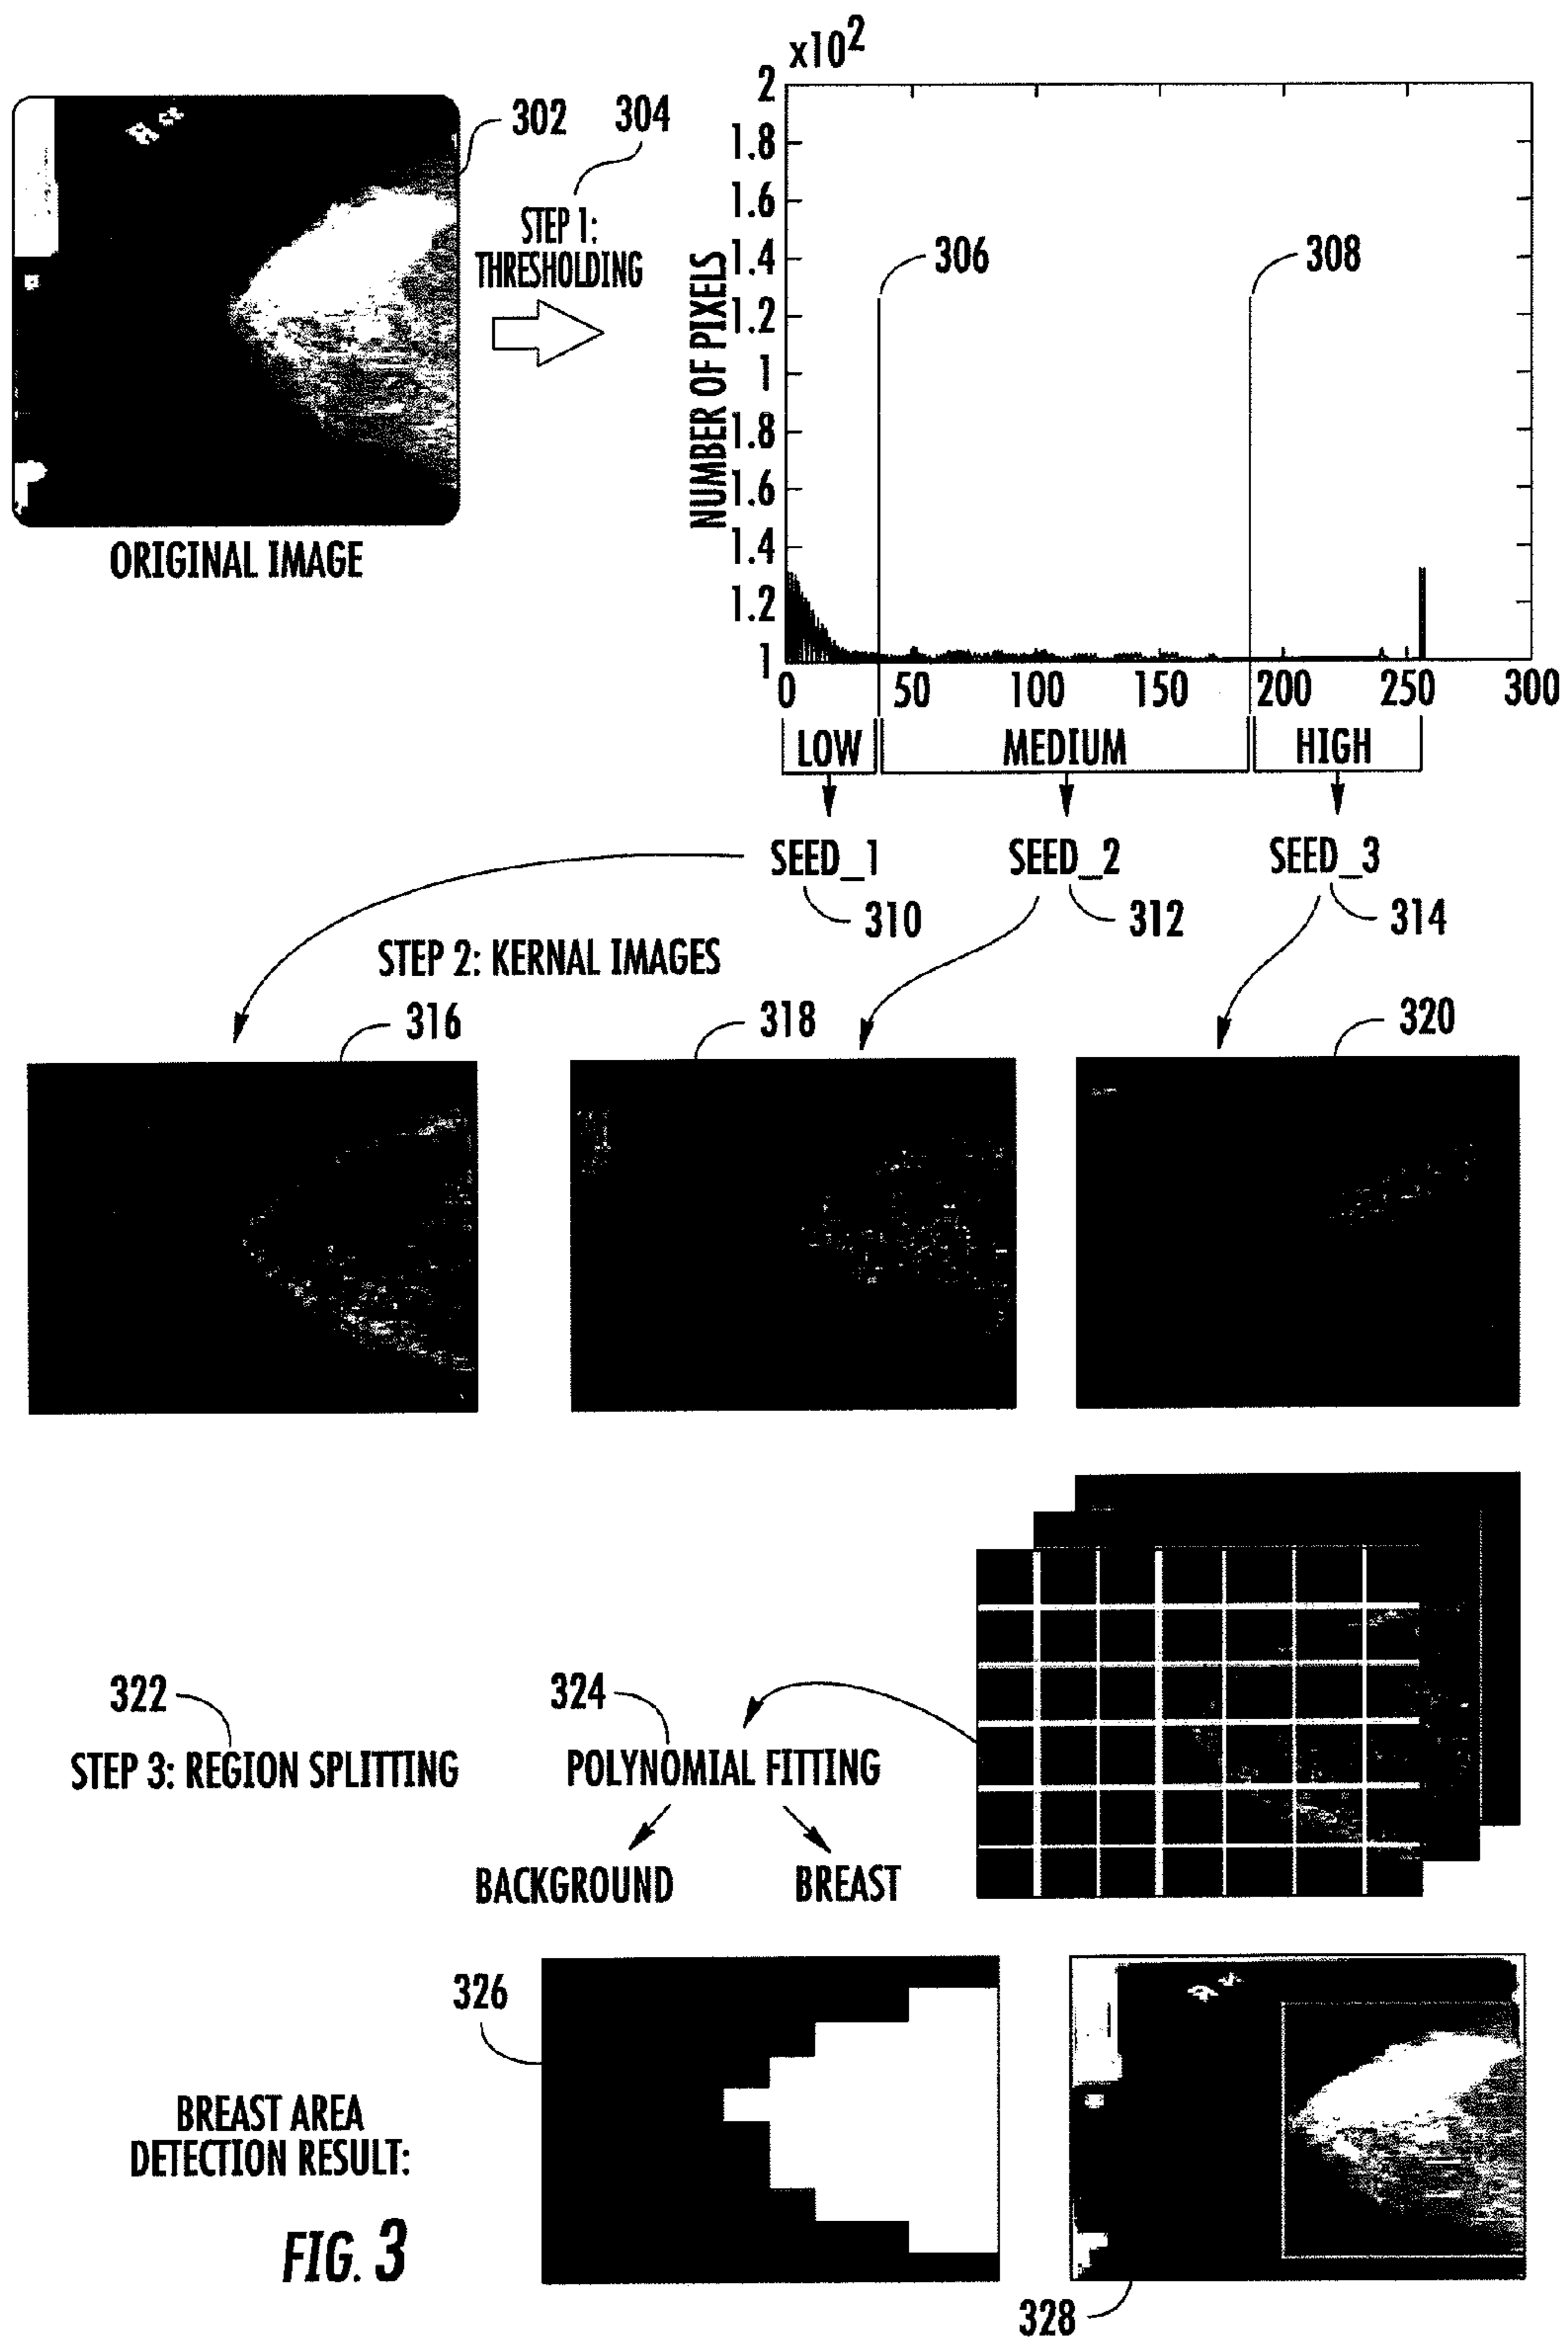 x10²
2
1.8
1.6
1.4
1.2
1
1.8
1.6
1.4
1.2
1
NUMBER OF PIXELS
0 50 100 150 200 250 300
302
304
STEP 1:
THRESHOLDING
306
308
ORIGINAL IMAGE
LOW MEDIUM HIGH
SEED_1 SEED_2 SEED_3
310 312 314
STEP 2: KERNAL IMAGES
316 318 320
322
STEP 3: REGION SPLITTING
324
POLYNOMIAL FITTING
BACKGROUND BREAST
326
BREAST AREA
DETECTION RESULT:
328
FIG. 3